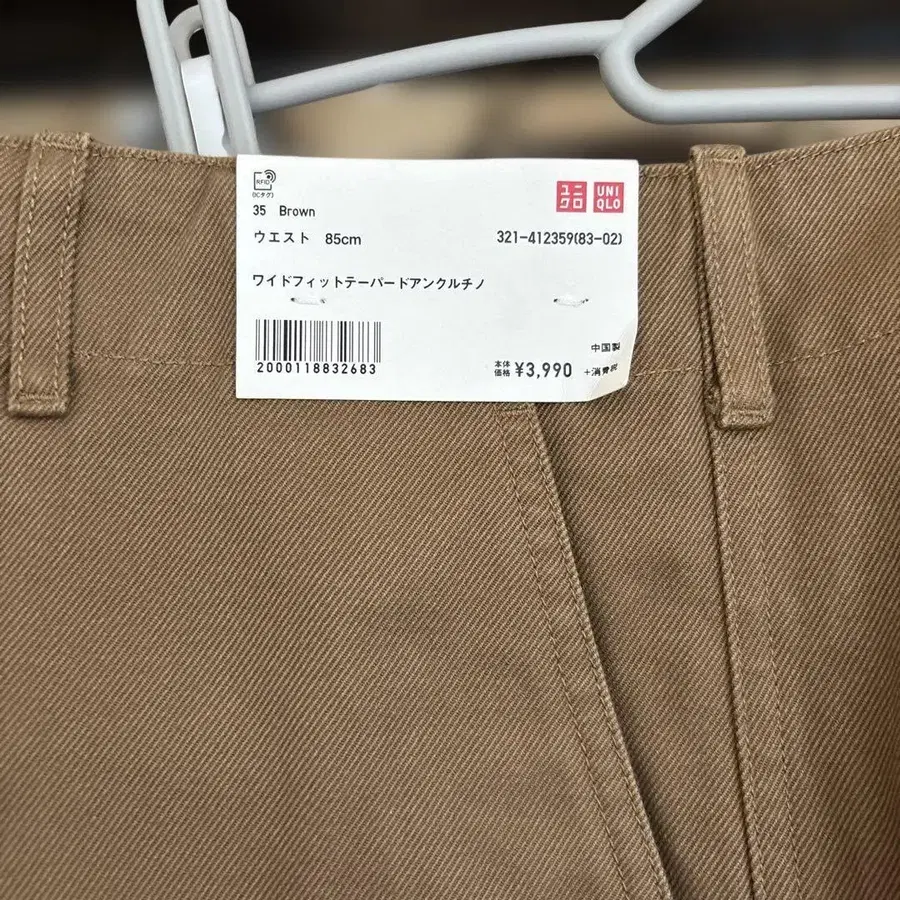 RFID
(ICタグ)
35 Brown
ユニ
クロ
UNI
QLO
ウエスト 85cm
321-412359(83-02)
ワイドフィットテーパードアンクルチノ
中国製
2000118832683
本体
価格 ¥3,990 +消費税